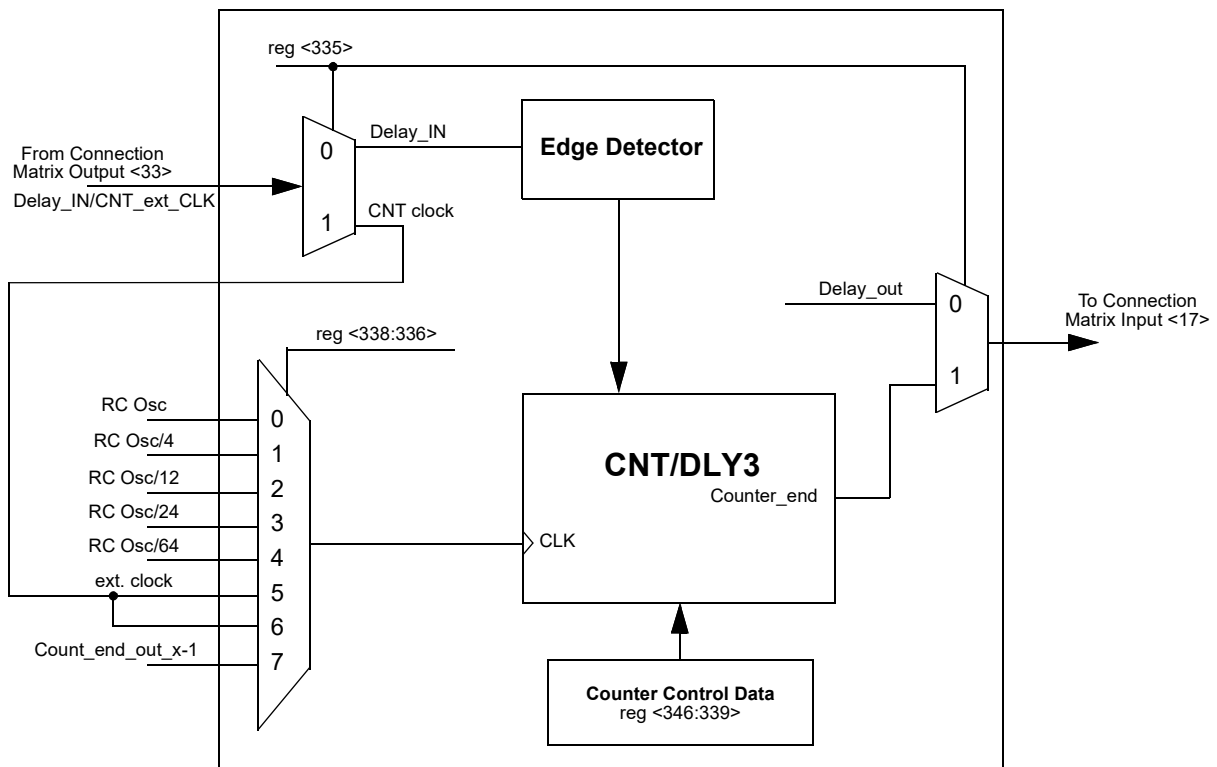 reg <335>
From Connection
Matrix Output <33>
Delay_IN/CNT_ext_CLK
0
1
Delay_IN
CNT clock
Edge Detector
Delay_out
0
1
To Connection
Matrix Input <17>
reg <338:336>
RC Osc
RC Osc/4
RC Osc/12
RC Osc/24
RC Osc/64
ext. clock
Count_end_out_x-1
0
1
2
3
4
5
6
7
CNT/DLY3
Counter_end
CLK
Counter Control Data
reg <346:339>